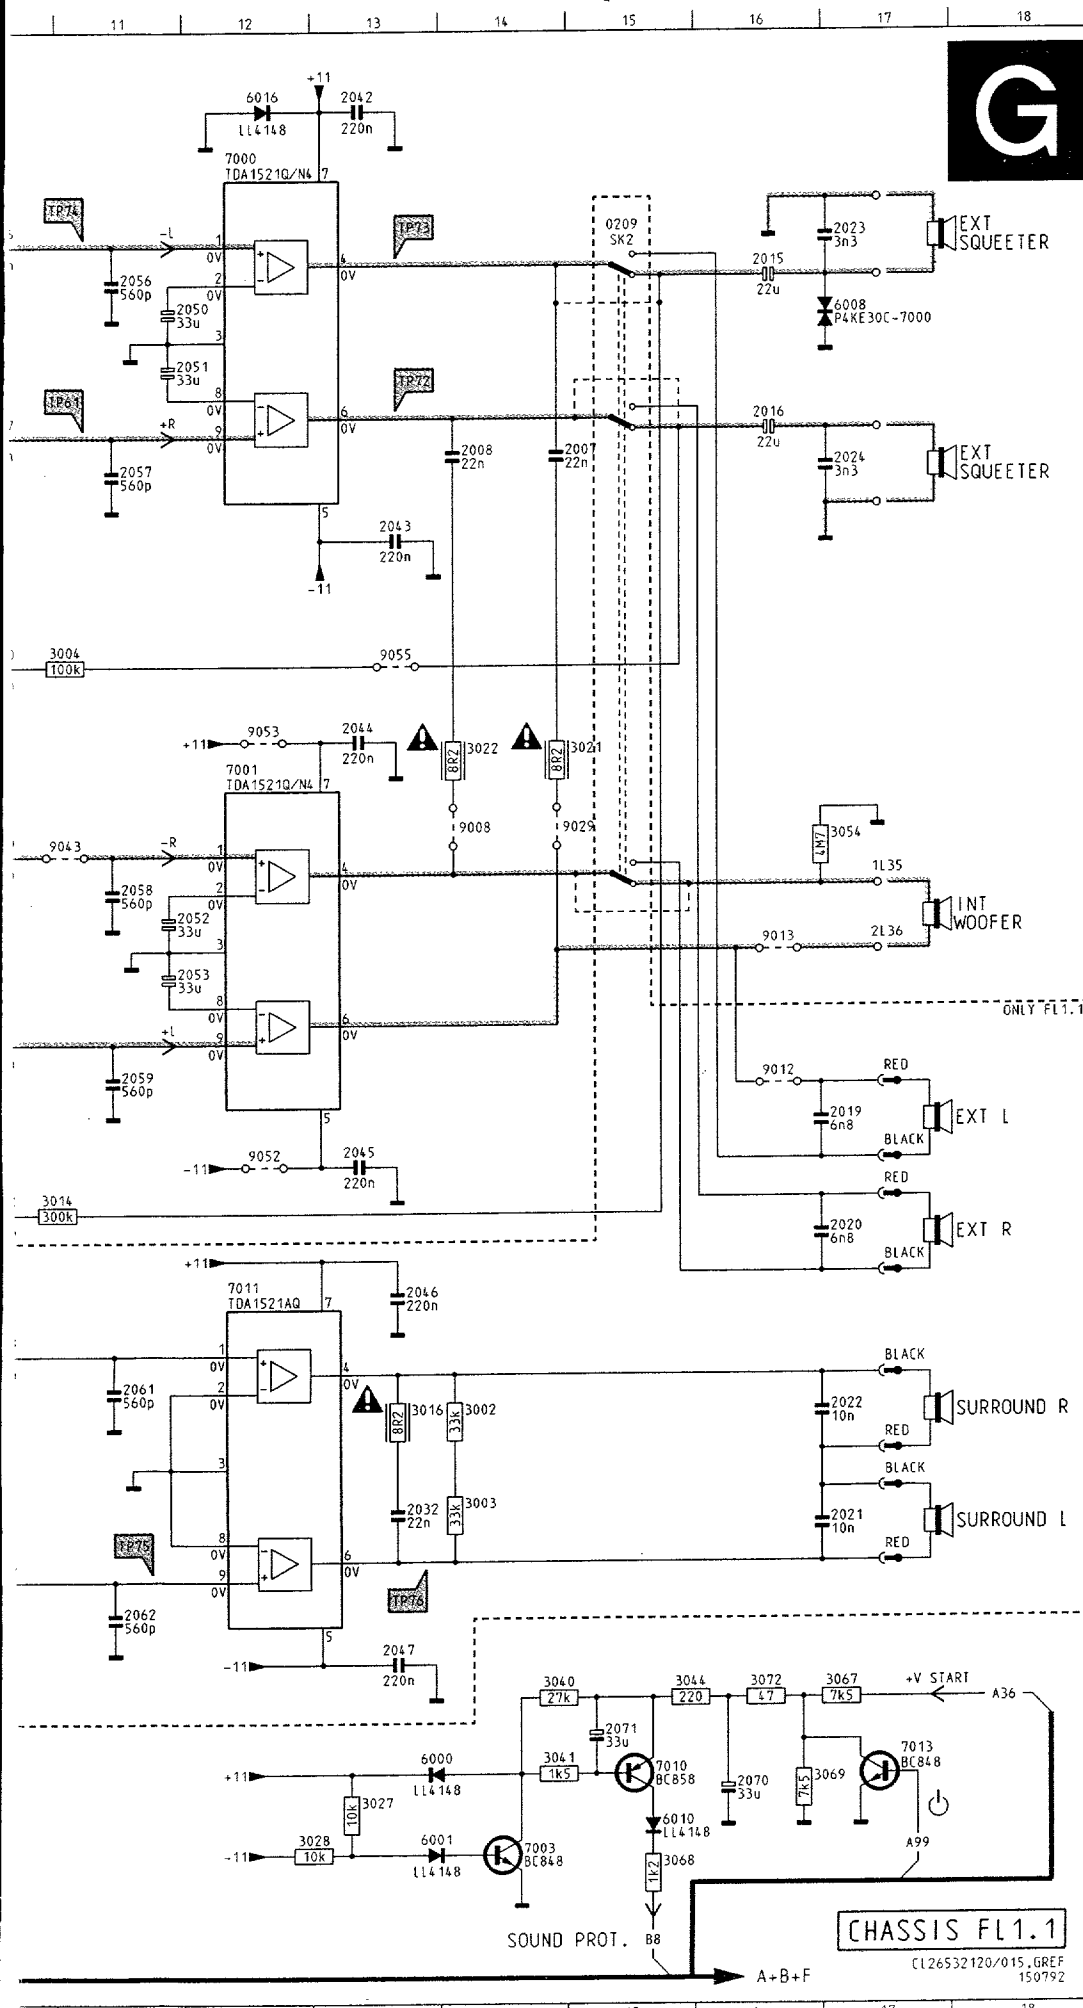 11 12 13 14 15 16 17 18
G
+11
6016
LL4148
2042
220n
7000
TDA1521Q/N4
7
TP74
-L
1
0V
2
0V
2056
560p
2050
33u
3
2051
33u
8
0V
TP61
+R
9
0V
2057
560p
5
4
0V
TP73
6
0V
TP72
2043
220n
-11
2008
22n
2007
22n
0209
SK2
2015
22u
2023
3n3
6008
P4KE30C-7000
EXT
SQUEETER
2016
22u
2024
3n3
EXT
SQUEETER
3004
100k
9055
+11
9053
2044
220n
3022
8R2
3021
8R2
7001
TDA1521Q/N4
7
9008
9029
3054
4M7
9043
-R
1
0V
2
0V
4
0V
2058
560p
2052
33u
3
2053
33u
8
0V
6
0V
+L
9
0V
2059
560p
5
1L35
INT
WOOFER
9013
2L36
ONLY FL1.1
9012
RED
2019
6n8
EXT L
BLACK
-11
9052
2045
220n
3014
300k
RED
2020
6n8
EXT R
BLACK
+11
7011
TDA1521AQ
7
2046
220n
1
0V
2
0V
4
0V
2061
560p
3016
8R2
3002
33k
BLACK
2022
10n
SURROUND R
RED
3
2032
22n
3003
33k
BLACK
2021
10n
SURROUND L
RED
TP75
8
0V
9
0V
6
0V
TP76
2062
560p
5
-11
2047
220n
3040
27k
3044
220
3072
47
3067
7k5
+V START
A36
2071
33u
3041
1k5
7010
BC858
2070
33u
3069
7k5
7013
BC848
+11
6000
LL4148
3027
10k
6010
LL4148
A99
-11
3028
10k
6001
LL4148
7003
BC848
3068
1k2
SOUND PROT.
B8
CHASSIS FL1.1
CL26532120/015.GREF
150792
A+B+F